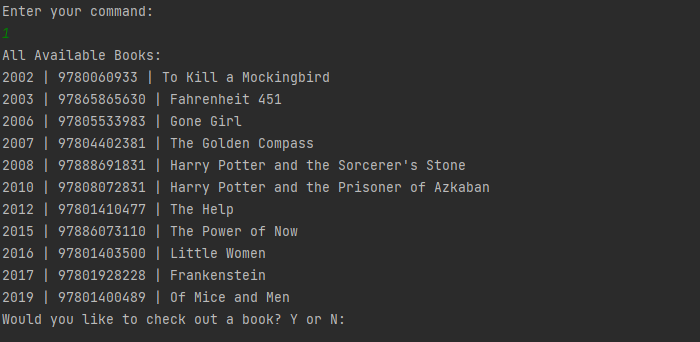 Enter your command:
1
All Available Books:
2002 | 9780060933 | To Kill a Mockingbird
2003 | 97865865630 | Fahrenheit 451
2006 | 97805533983 | Gone Girl
2007 | 97804402381 | The Golden Compass
2008 | 97888691831 | Harry Potter and the Sorcerer's Stone
2010 | 97808072831 | Harry Potter and the Prisoner of Azkaban
2012 | 97801410477 | The Help
2015 | 97886073110 | The Power of Now
2016 | 97801403500 | Little Women
2017 | 97801928228 | Frankenstein
2019 | 97801400489 | Of Mice and Men
Would you like to check out a book? Y or N: